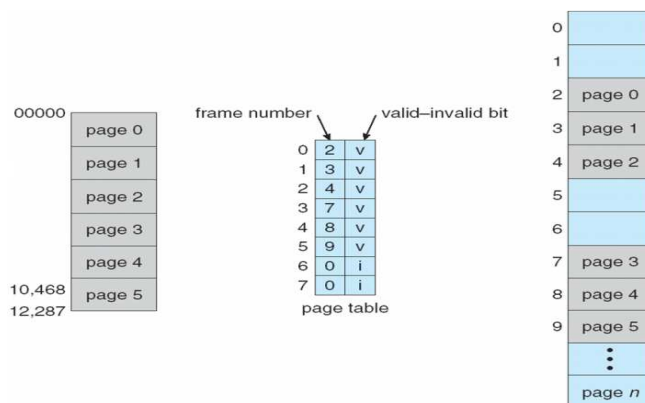 00000
page 0
page 1
page 2
page 3
page 4
10,468
page 5
12,287
frame number
valid–invalid bit
0 2 v
1 3 v
2 4 v
3 7 v
4 8 v
5 9 v
6 0 i
7 0 i
page table
0
1
2 page 0
3 page 1
4 page 2
5
6
7 page 3
8 page 4
9 page 5
page n